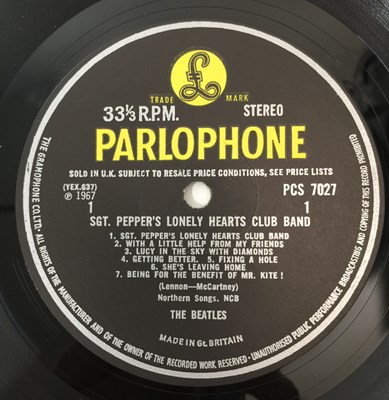 £
TRADE MARK
33⅓ R.P.M. STEREO
PARLOPHONE
SOLD IN U.K. SUBJECT TO RESALE PRICE CONDITIONS, SEE PRICE LISTS
(YEX.637) PCS 7027
℗ 1967
1 1
SGT. PEPPER'S LONELY HEARTS CLUB BAND
1. SGT. PEPPER'S LONELY HEARTS CLUB BAND
2. WITH A LITTLE HELP FROM MY FRIENDS
3. LUCY IN THE SKY WITH DIAMONDS
4. GETTING BETTER. 5. FIXING A HOLE
6. SHE'S LEAVING HOME
7. BEING FOR THE BENEFIT OF MR. KITE !
(Lennon—McCartney)
Northern Songs. NCB
THE BEATLES
MADE IN Gt. BRITAIN
THE GRAMOPHONE CO. LTD. ALL RIGHTS OF THE MANUFACTURER AND OF THE OWNER OF THE RECORDED WORK RESERVED · UNAUTHORISED PUBLIC PERFORMANCE BROADCASTING AND COPYING OF THIS RECORD PROHIBITED